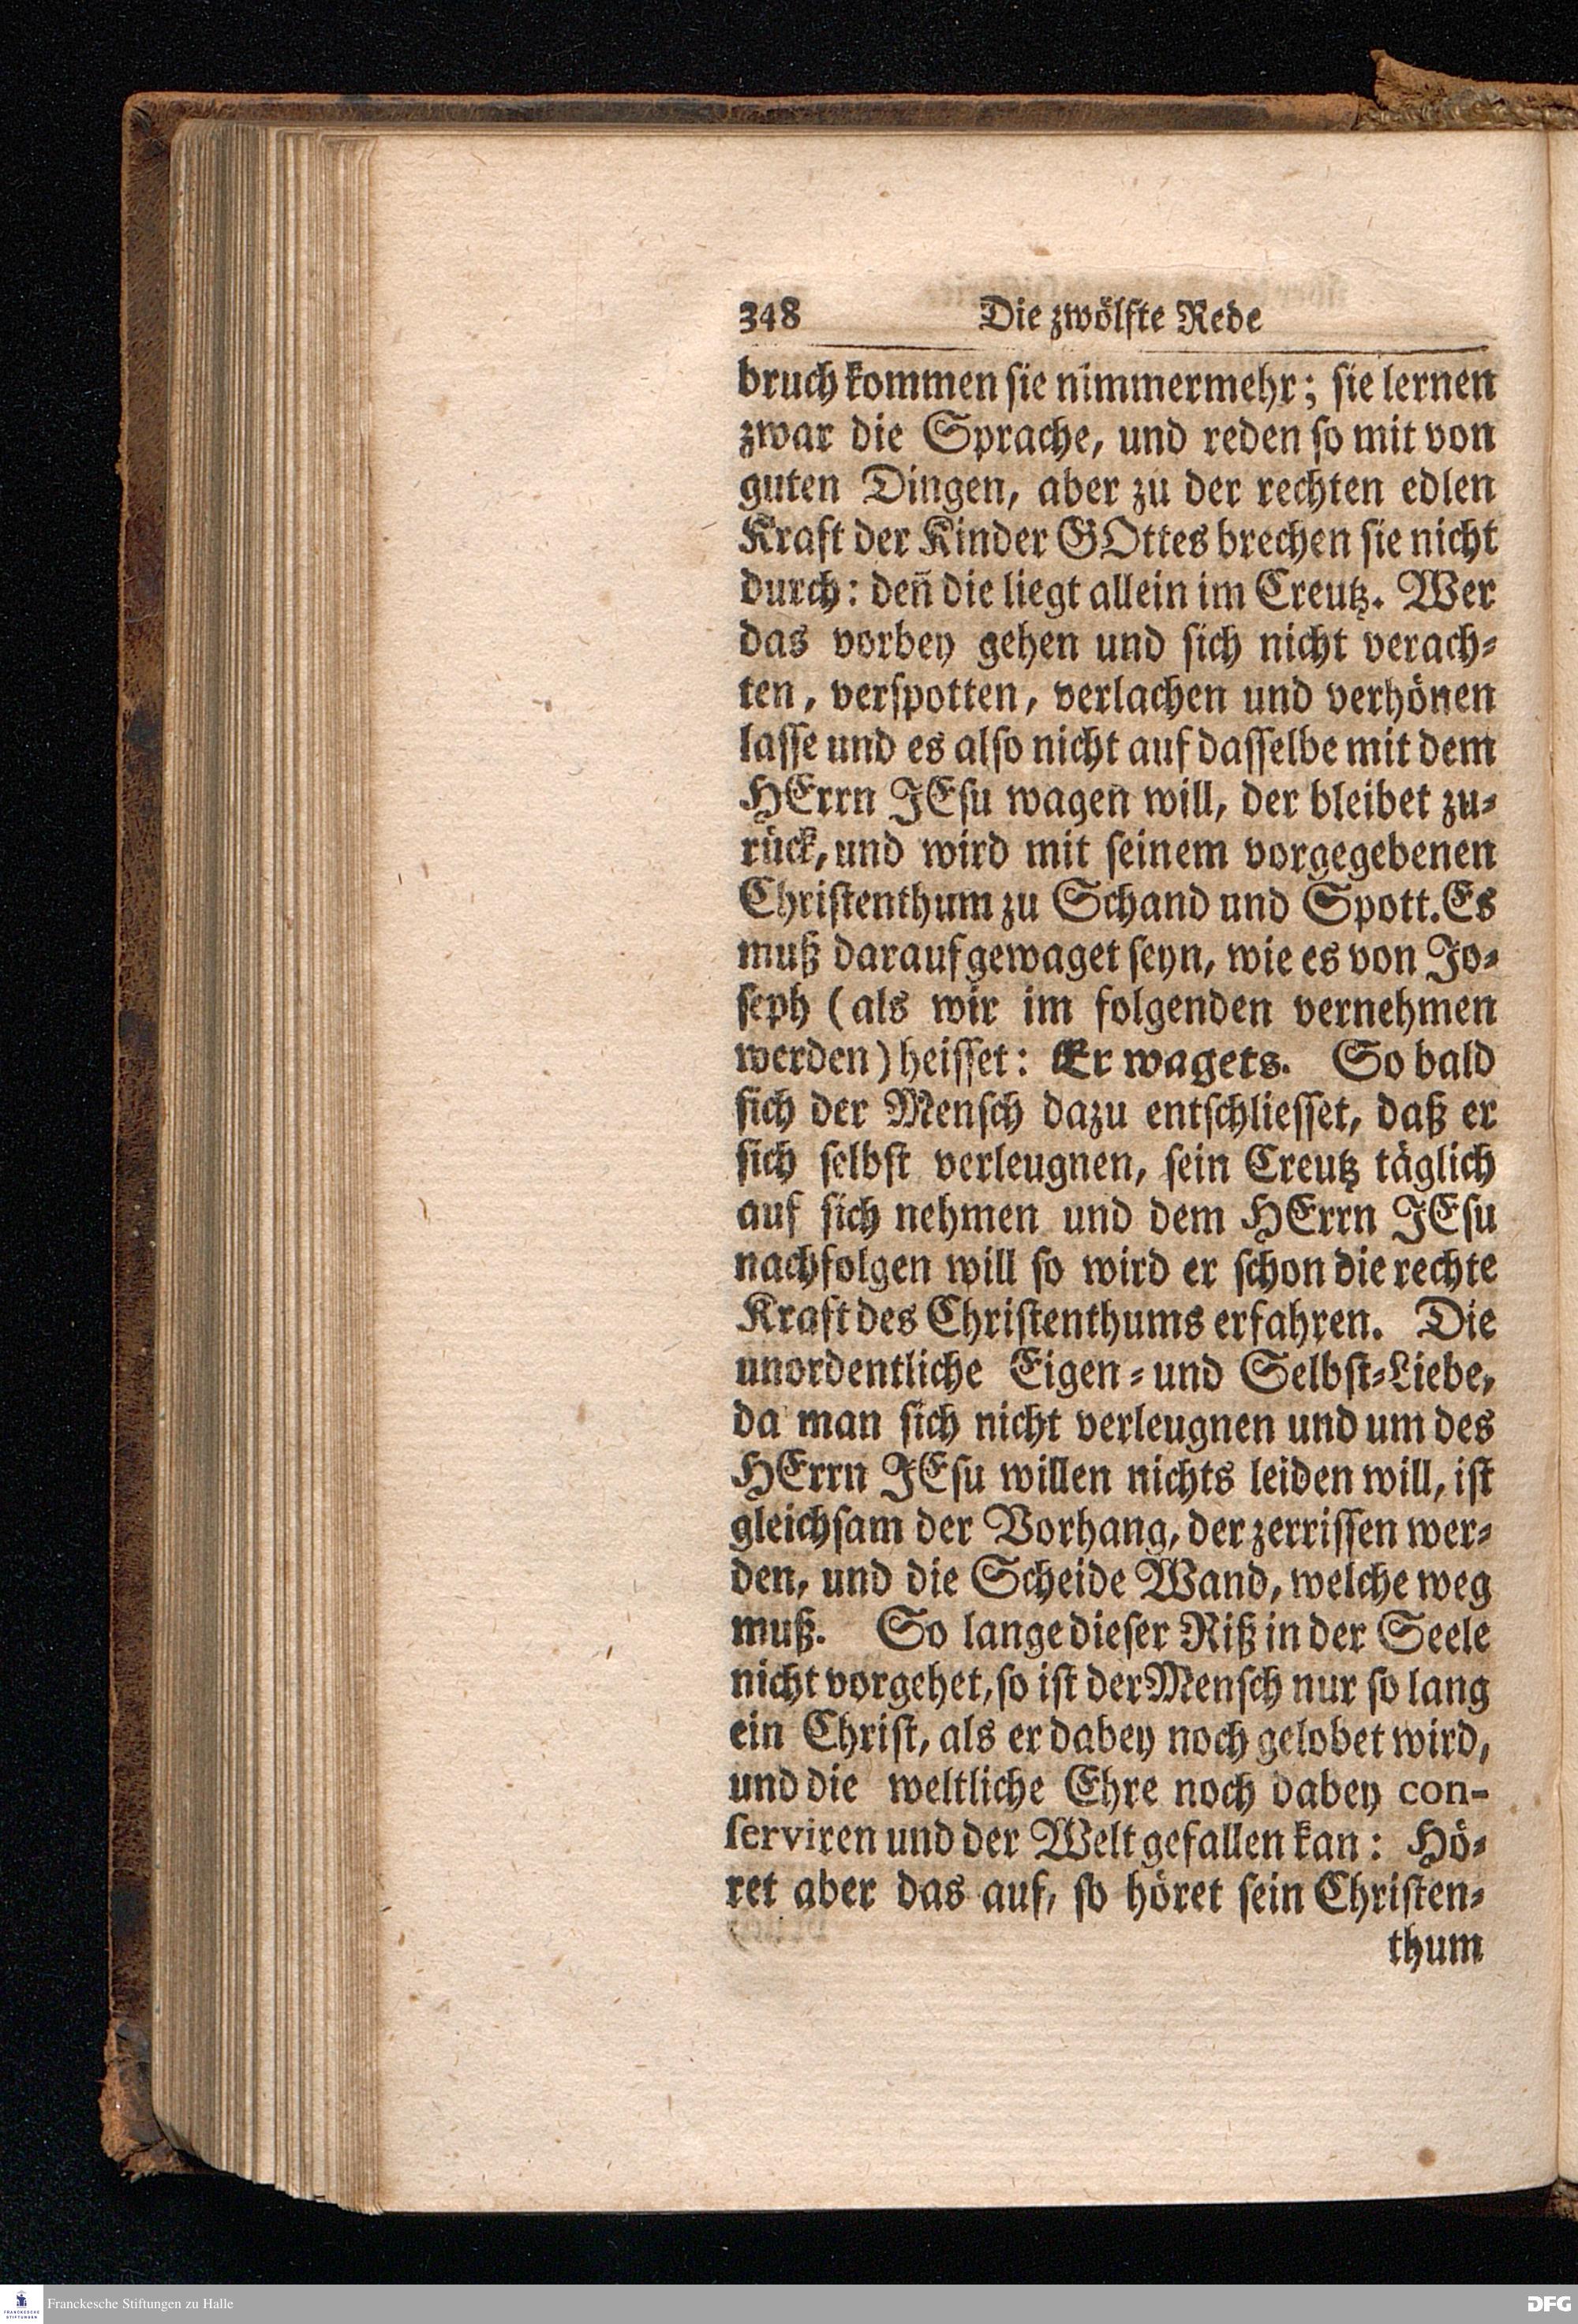 348 Die zwölfte Rede
bruch kommen sie nimmermehr; sie lernen
zwar die Sprache, und reden so mit von
guten Dingen, aber zu der rechten edlen
Kraft der Kinder GOttes brechen sie nicht
durch: den̄ die liegt allein im Creutz. Wer
das vorbey gehen und sich nicht verach-
ten, verspotten, verlachen und verhönen
lasse und es also nicht auf dasselbe mit dem
HErrn JEsu wagen will, der bleibet zu-
rück, und wird mit seinem vorgegebenen
Christenthum zu Schand und Spott. Es
muß darauf gewaget seyn, wie es von Jo-
seph (als wir im folgenden vernehmen
werden) heisset: Er wagets. So bald
sich der Mensch dazu entschliesset, daß er
sich selbst verleugnen, sein Creutz täglich
auf sich nehmen und dem HErrn JEsu
nachfolgen will so wird er schon die rechte
Kraft des Christenthums erfahren. Die
unordentliche Eigen- und Selbst-Liebe,
da man sich nicht verleugnen und um des
HErrn JEsu willen nichts leiden will, ist
gleichsam der Vorhang, der zerrissen wer-
den, und die Scheide Wand, welche weg
muß. So lange dieser Riß in der Seele
nicht vorgehet, so ist der Mensch nur so lang
ein Christ, als er dabey noch gelobet wird,
und die weltliche Ehre noch dabey con-
serviren und der Welt gefallen kan: Hö-
ret aber das auf, so höret sein Christen-
thum
Franckesche Stiftungen zu Halle
DFG